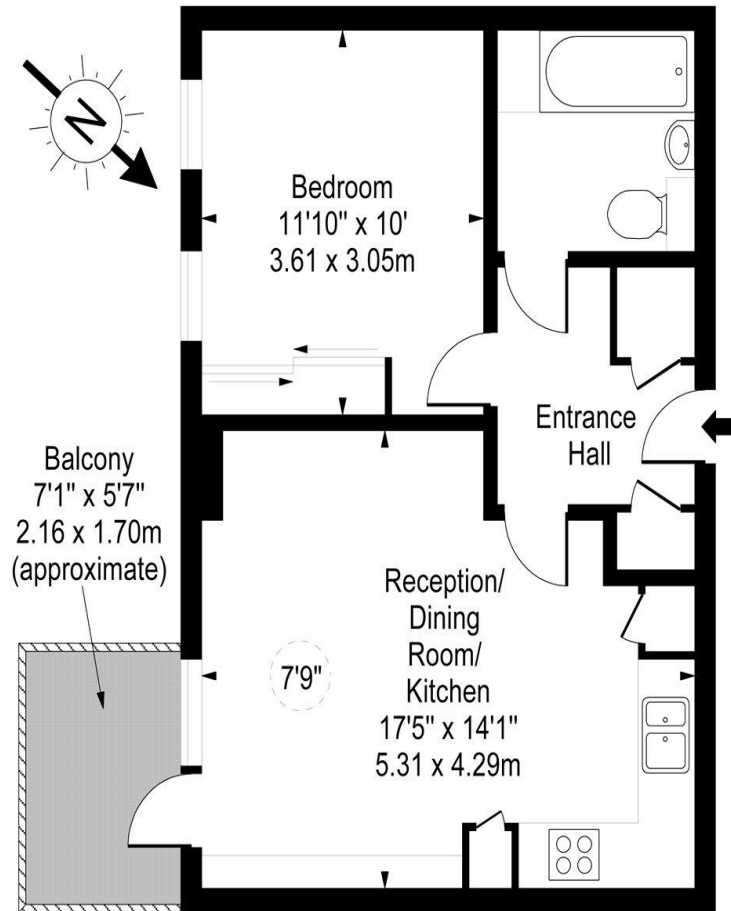 N
Bedroom
11'10" x 10'
3.61 x 3.05m
Entrance
Hall
Balcony
7'1" x 5'7"
2.16 x 1.70m
(approximate)
Reception/
Dining
Room/
Kitchen
17'5" x 14'1"
5.31 x 4.29m
7'9"